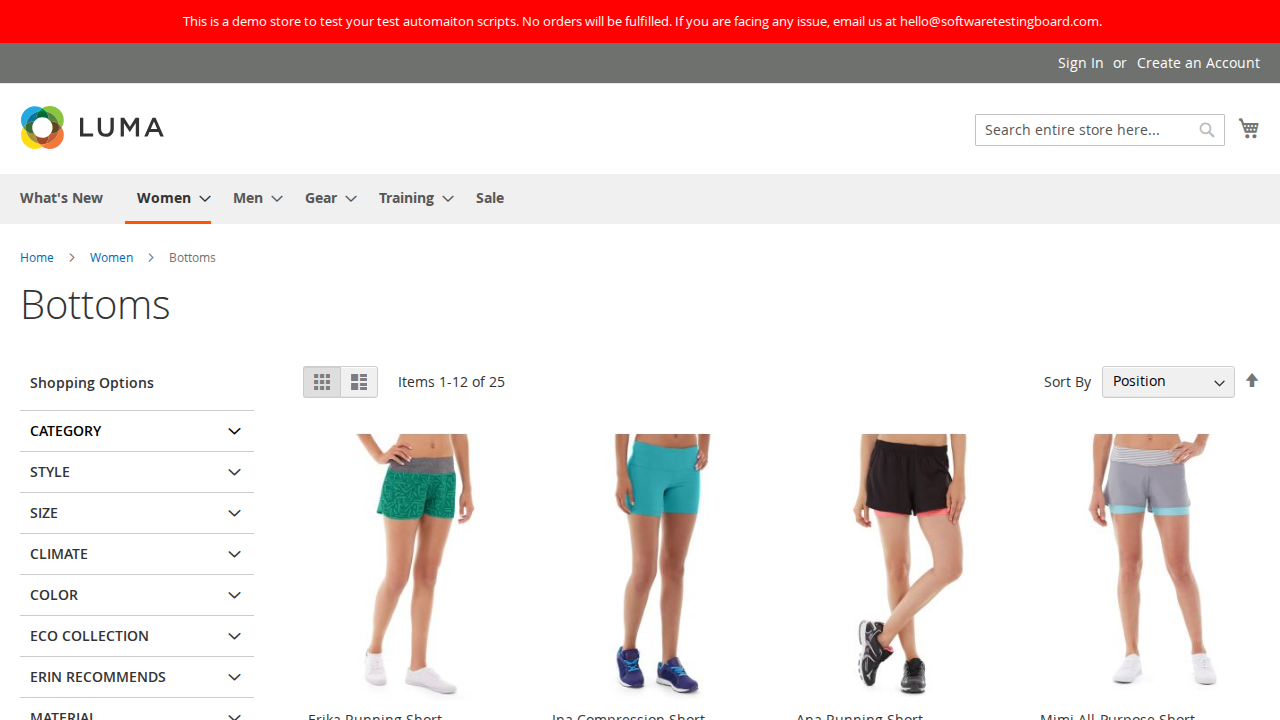 This is a demo store to test your test automaiton scripts. No orders will be fulfilled. If you are facing any issue, email us at hello@softwaretestingboard.com.
Sign In or Create an Account
LUMA
Search entire store here...
What's New Women Men Gear Training Sale
Home Women Bottoms
Bottoms
Shopping Options
Items 1-12 of 25
Sort By Position
CATEGORY
STYLE
SIZE
CLIMATE
COLOR
ECO COLLECTION
ERIN RECOMMENDS
MATERIAL
Erika Running Short
Ina Compression Short
Ana Running Short
Mimi All-Purpose Short